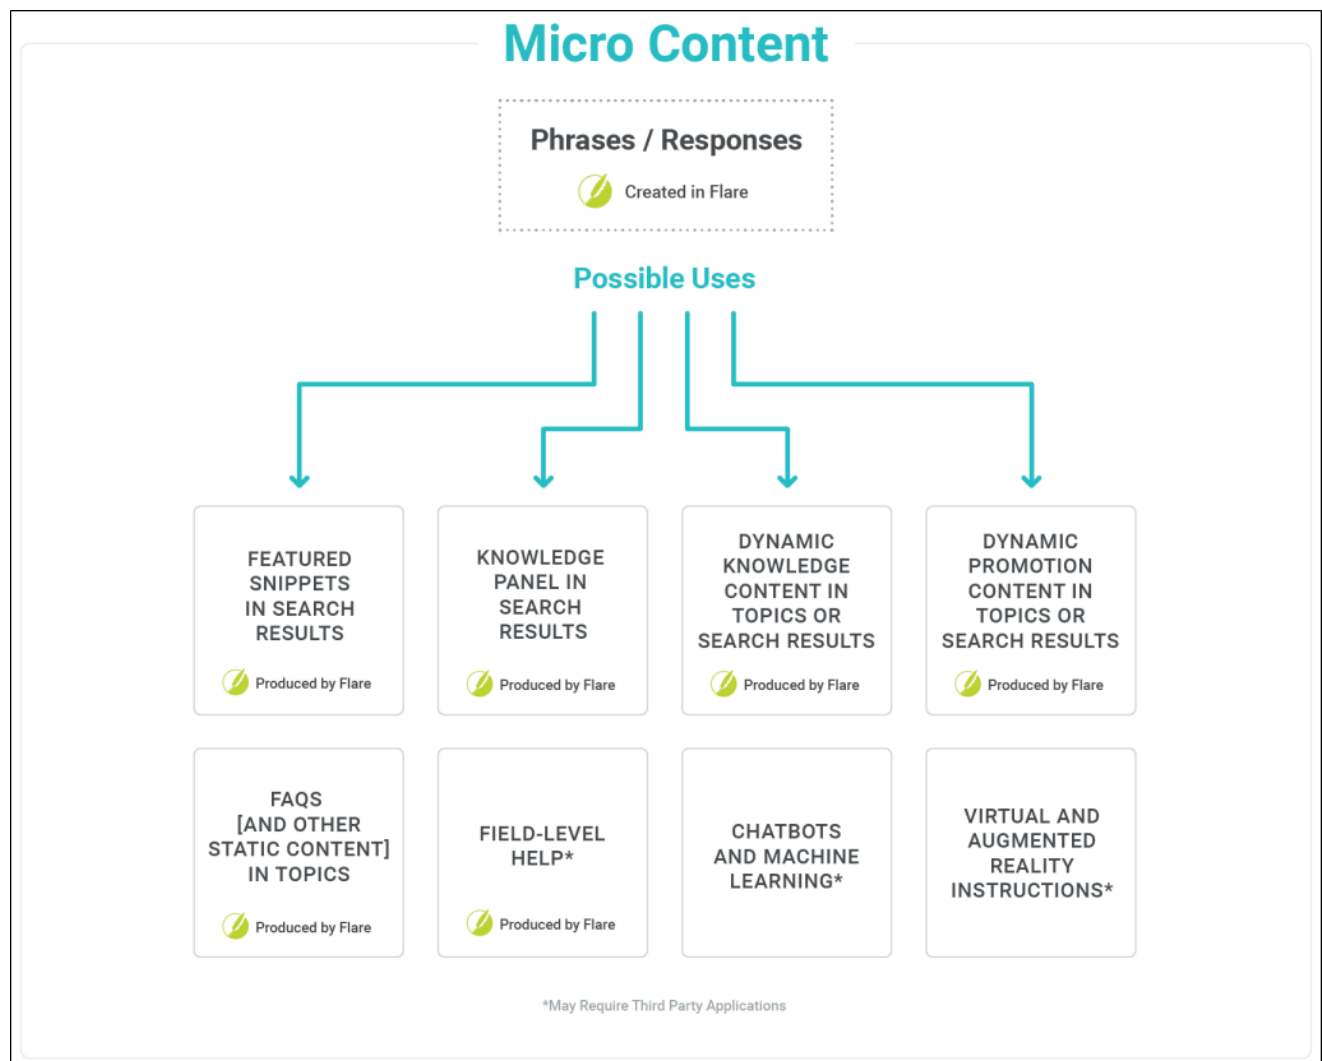 Micro Content
Phrases / Responses
Created in Flare
Possible Uses
FEATURED
SNIPPETS
IN SEARCH
RESULTS
Produced by Flare
KNOWLEDGE
PANEL IN
SEARCH
RESULTS
Produced by Flare
DYNAMIC
KNOWLEDGE
CONTENT IN
TOPICS OR
SEARCH RESULTS
Produced by Flare
DYNAMIC
PROMOTION
CONTENT IN
TOPICS OR
SEARCH RESULTS
Produced by Flare
FAQS
[AND OTHER
STATIC CONTENT]
IN TOPICS
Produced by Flare
FIELD-LEVEL
HELP*
Produced by Flare
CHATBOTS
AND MACHINE
LEARNING*
VIRTUAL AND
AUGMENTED
REALITY
INSTRUCTIONS*
*May Require Third Party Applications